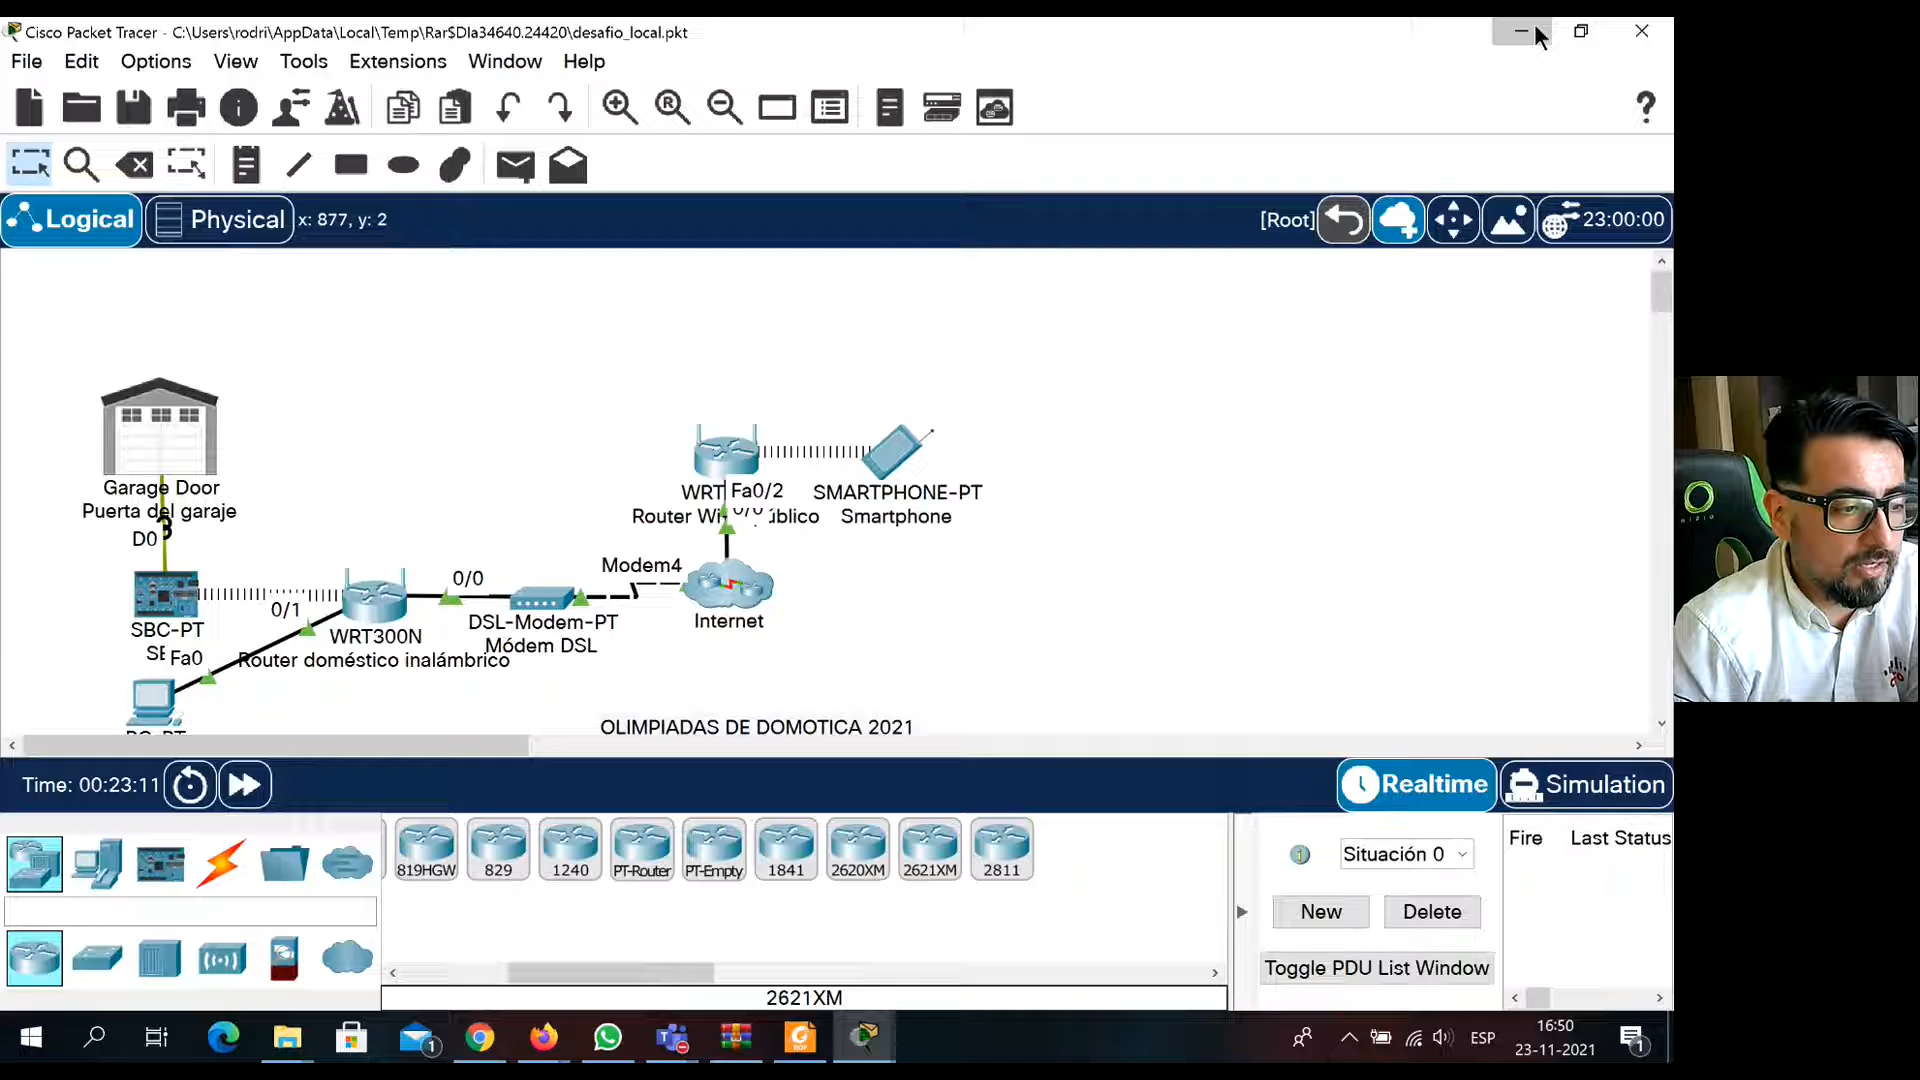 Cisco Packet Tracer - C:\Users\rodri\AppData\Local\Temp\Rar$DIa34640.24420\desafio_local.pkt
File Edit Options View Tools Extensions Window Help
Logical Physical x: 877, y: 2 [Root] 23:00:00
Garage Door
Puerta del garaje
D0
WRT Fa0/2 SMARTPHONE-PT
Router Wi úblico Smartphone
Modem4
0/0
0/1
SBC-PT
Fa0
WRT300N
Router doméstico inalámbrico
DSL-Modem-PT
Módem DSL
Internet
OLIMPIADAS DE DOMOTICA 2021
Time: 00:23:11 Realtime Simulation
819HGW 829 1240 PT-Router PT-Empty 1841 2620XM 2621XM 2811
2621XM
Situación 0
New Delete
Toggle PDU List Window
Fire Last Status
ESP
16:50
23-11-2021
1
1